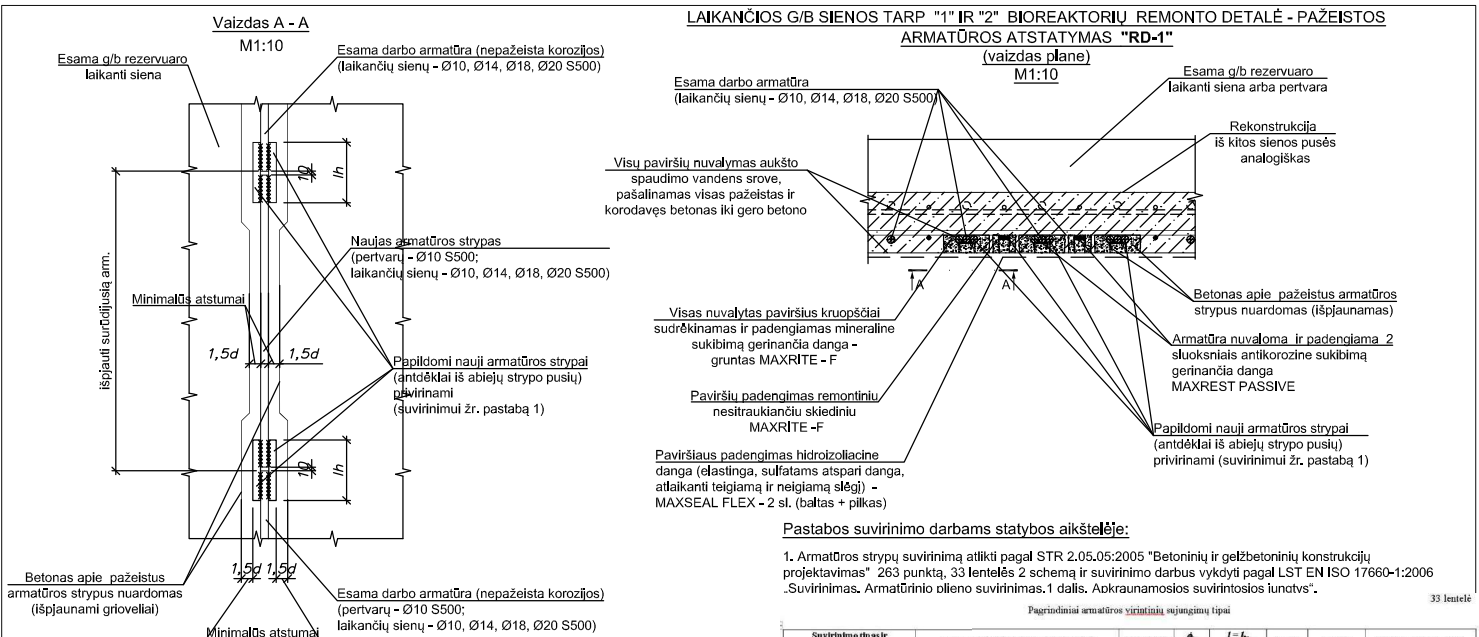 Vaizdas A - A
M1:10
Esama g/b rezervuaro
laikanti siena
Esama darbo armatūra (nepažeista korozijos)
(laikančių sienų - Ø10, Ø14, Ø18, Ø20 S500)
10
lh
išpjauti surūdijusią arm.
Naujas armatūros strypas
(pertvarų - Ø10 S500;
laikančių sienų - Ø10, Ø14, Ø18, Ø20 S500)
Minimalūs atstumai
1,5d
1,5d
Papildomi nauji armatūros strypai
(antdėklai iš abiejų strypo pusių)
privirinami
(suvirinimui žr. pastabą 1)
10
lh
1,5d
1,5d
Betonas apie pažeistus
armatūros strypus nuardomas
(išpjaunami grioveliai)
Esama darbo armatūra (nepažeista korozijos)
(pertvarų - Ø10 S500;
laikančių sienų - Ø10, Ø14, Ø18, Ø20 S500)
Minimalūs atstumai
LAIKANČIOS G/B SIENOS TARP "1" IR "2" BIOREAKTORIŲ REMONTO DETALĖ - PAŽEISTOS
ARMATŪROS ATSTATYMAS "RD-1"
(vaizdas plane)
M1:10
Esama darbo armatūra
(laikančių sienų - Ø10, Ø14, Ø18, Ø20 S500)
Esama g/b rezervuaro
laikanti siena arba pertvara
Rekonstrukcija
iš kitos sienos pusės
analogiškas
Visų paviršių nuvalymas aukšto
spaudimo vandens srove,
pašalinamas visas pažeistas ir
korodavęs betonas iki gero betono
A
A
Visas nuvalytas paviršius kruopščiai
sudrėkinamas ir padengiamas mineraline
sukibimą gerinančia danga -
gruntas MAXRITE - F
Betonas apie pažeistus armatūros
strypus nuardomas (išpjaunamas)
Armatūra nuvaloma ir padengiama 2
sluoksniais antikorozine sukibimą
gerinančia danga
MAXREST PASSIVE
Paviršių padengimas remontiniu
nesitraukiančiu skiediniu
MAXRITE -F
Papildomi nauji armatūros strypai
(antdėklai iš abiejų strypo pusių)
privirinami (suvirinimui žr. pastabą 1)
Paviršiaus padengimas hidroizoliacine
danga (elastinga, sulfatams atspari danga,
atlaikanti teigiamą ir neigiamą slėgį) -
MAXSEAL FLEX - 2 sl. (baltas + pilkas)
Pastabos suvirinimo darbams statybos aikštelėje:
1. Armatūros strypų suvirinimą atlikti pagal STR 2.05.05:2005 "Betoninių ir gelžbetoninių konstrukcijų
projektavimas" 263 punktą, 33 lentelės 2 schemą ir suvirinimo darbus vykdyti pagal LST EN ISO 17660-1:2006
„Suvirinimas. Armatūrinio plieno suvirinimas.1 dalis. Apkraunamosios suvirintosios jungtys“.
33 lentelė
Pagrindiniai armatūros virintinių sujungimų tipai
Suvirinimo tipas ir